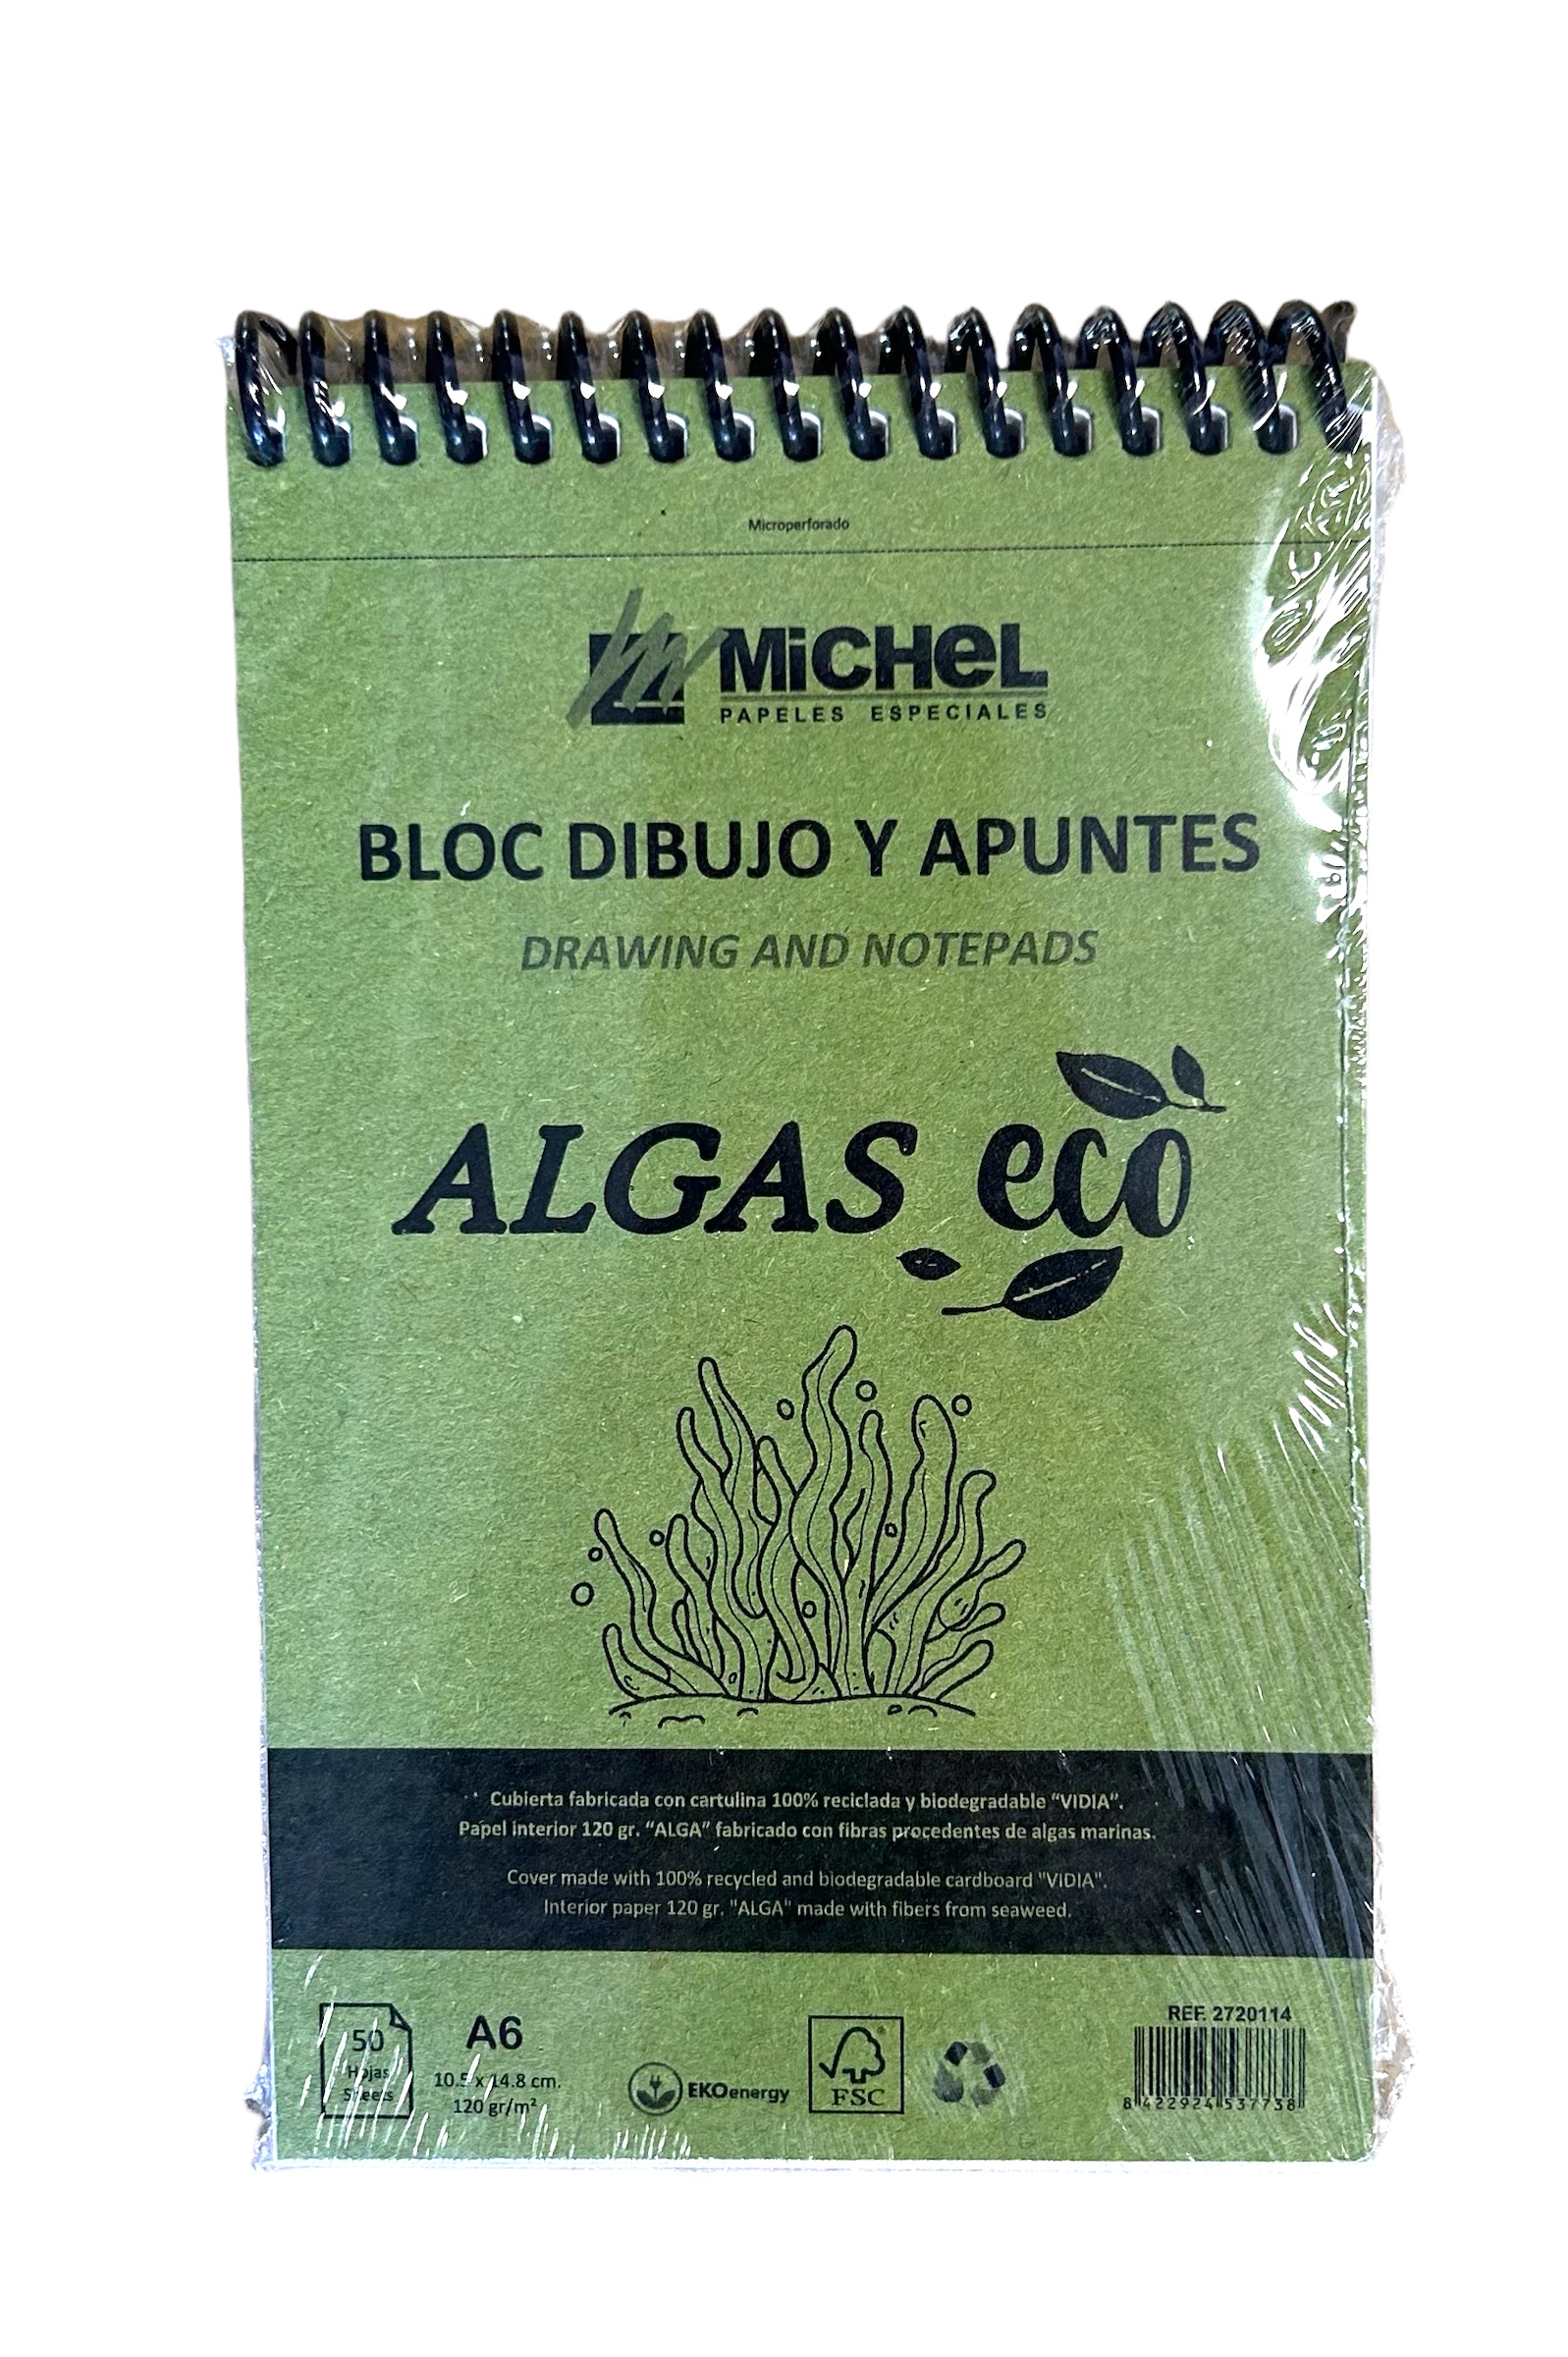 Microperforado
MiCHeL
PAPELES ESPECIALES
BLOC DIBUJO Y APUNTES
DRAWING AND NOTEPADS
ALGAS eco
Cubierta fabricada con cartulina 100% reciclada y biodegradable “VIDIA”.
Papel interior 120 gr. “ALGA” fabricado con fibras procedentes de algas marinas.
Cover made with 100% recycled and biodegradable cardboard "VIDIA".
Interior paper 120 gr. "ALGA" made with fibers from seaweed.
50
Hojas
Sheets
A6
10.5 x 14.8 cm.
120 gr/m²
EKOenergy
FSC
REF. 2720114
8 422924 537738